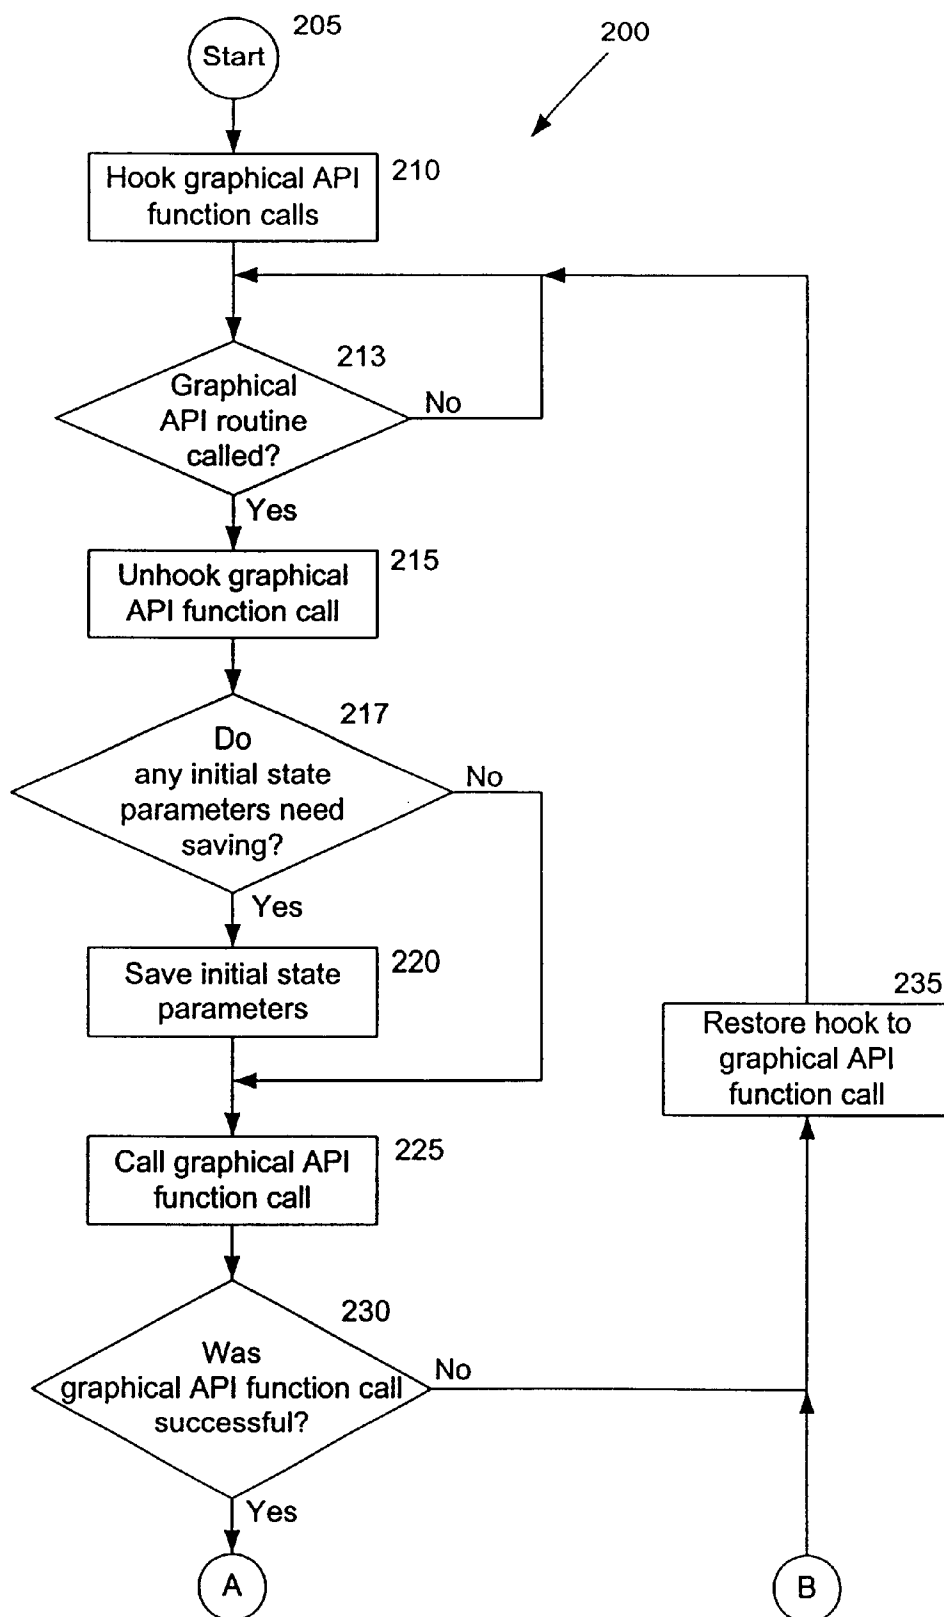 205
Start
200
Hook graphical API
function calls
210
213
Graphical
API routine
called?
No
Yes
Unhook graphical
API function call
215
217
Do
any initial state
parameters need
saving?
No
Yes
Save initial state
parameters
220
235
Restore hook to
graphical API
function call
Call graphical API
function call
225
230
Was
graphical API function call
successful?
No
Yes
A
B